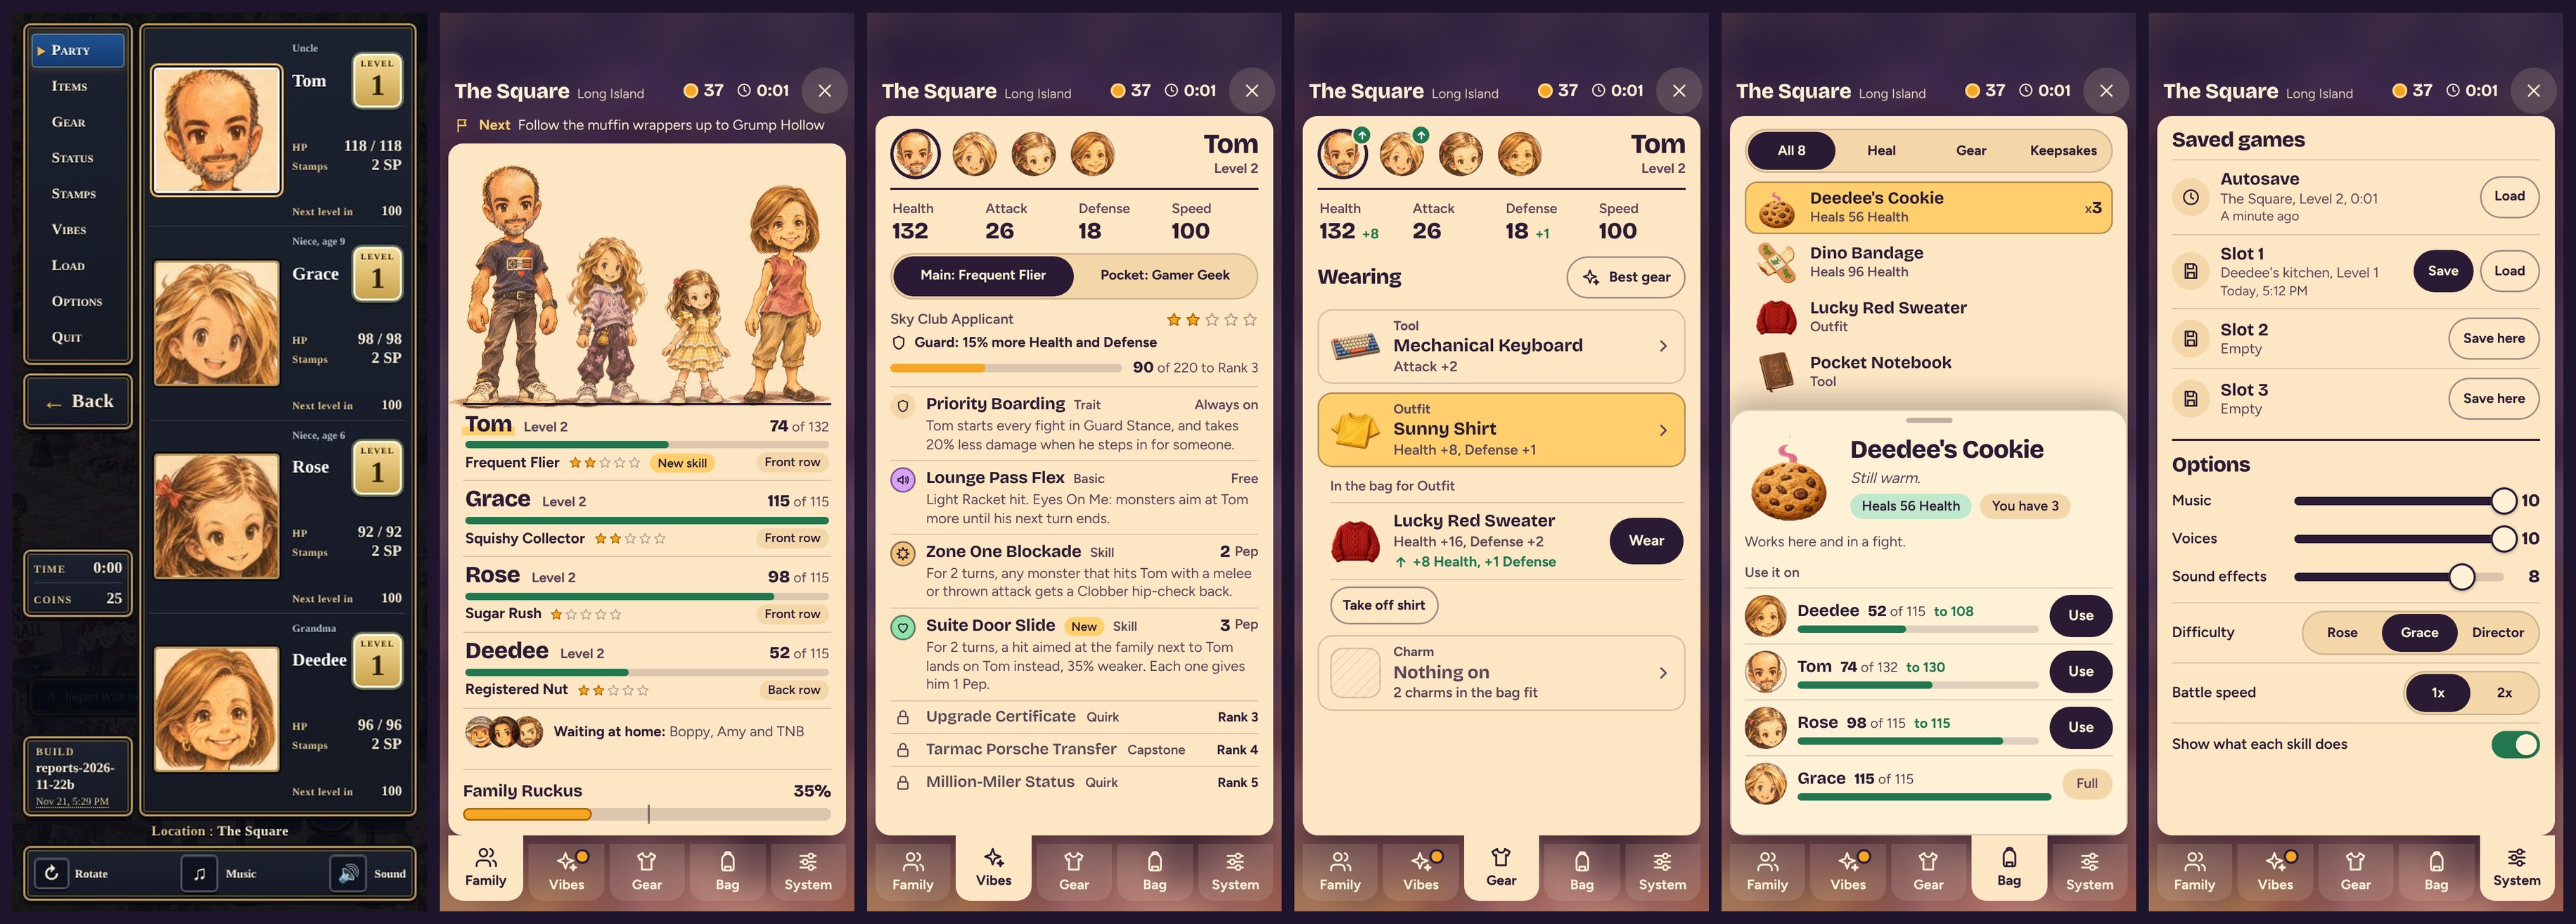 PARTY
ITEMS
GEAR
STATUS
STAMPS
VIBES
LOAD
OPTIONS
QUIT
← Back
TIME 0:00
COINS 25
BUILD
reports-2026-
11-22b
Nov 21, 5:29 PM
Uncle
Tom
LEVEL
1
HP 118 / 118
Stamps 2 SP
Next level in 100
Niece, age 9
Grace
LEVEL
1
HP 98 / 98
Stamps 2 SP
Next level in 100
Niece, age 6
Rose
LEVEL
1
HP 92 / 92
Stamps 2 SP
Next level in 100
Grandma
Deedee
LEVEL
1
HP 96 / 96
Stamps 2 SP
Next level in 100
Location : The Square
Rotate
Music
Sound
The Square Long Island 37 0:01
Next Follow the muffin wrappers up to Grump Hollow
Tom Level 2 74 of 132
Frequent Flier New skill Front row
Grace Level 2 115 of 115
Squishy Collector Front row
Rose Level 2 98 of 115
Sugar Rush Front row
Deedee Level 2 52 of 115
Registered Nut Back row
Waiting at home: Boppy, Amy and TNB
Family Ruckus 35%
Family Vibes Gear Bag System
The Square Long Island 37 0:01
Tom
Level 2
Health Attack Defense Speed
132 26 18 100
Main: Frequent Flier Pocket: Gamer Geek
Sky Club Applicant
Guard: 15% more Health and Defense
90 of 220 to Rank 3
Priority Boarding Trait Always on
Tom starts every fight in Guard Stance, and takes
20% less damage when he steps in for someone.
Lounge Pass Flex Basic Free
Light Racket hit. Eyes On Me: monsters aim at Tom
more until his next turn ends.
Zone One Blockade Skill 2 Pep
For 2 turns, any monster that hits Tom with a melee
or thrown attack gets a Clobber hip-check back.
Suite Door Slide New Skill 3 Pep
For 2 turns, a hit aimed at the family next to Tom
lands on Tom instead, 35% weaker. Each one gives
him 1 Pep.
Upgrade Certificate Quirk Rank 3
Tarmac Porsche Transfer Capstone Rank 4
Million-Miler Status Quirk Rank 5
Family Vibes Gear Bag System
The Square Long Island 37 0:01
Tom
Level 2
Health Attack Defense Speed
132 +8 26 18 +1 100
Wearing Best gear
Tool
Mechanical Keyboard
Attack +2
Outfit
Sunny Shirt
Health +8, Defense +1
In the bag for Outfit
Lucky Red Sweater
Health +16, Defense +2
+8 Health, +1 Defense
Wear
Take off shirt
Charm
Nothing on
2 charms in the bag fit
Family Vibes Gear Bag System
The Square Long Island 37 0:01
All 8 Heal Gear Keepsakes
Deedee's Cookie x3
Heals 56 Health
Dino Bandage
Heals 96 Health
Lucky Red Sweater
Outfit
Pocket Notebook
Tool
Deedee's Cookie
Still warm.
Heals 56 Health You have 3
Works here and in a fight.
Use it on
Deedee 52 of 115 to 108 Use
Tom 74 of 132 to 130 Use
Rose 98 of 115 to 115 Use
Grace 115 of 115 Full
Family Vibes Gear Bag System
The Square Long Island 37 0:01
Saved games
Autosave
The Square, Level 2, 0:01
A minute ago
Load
Slot 1
Deedee's kitchen, Level 1
Today, 5:12 PM
Save Load
Slot 2
Empty
Save here
Slot 3
Empty
Save here
Options
Music 10
Voices 10
Sound effects 8
Difficulty Rose Grace Director
Battle speed 1x 2x
Show what each skill does
Family Vibes Gear Bag System